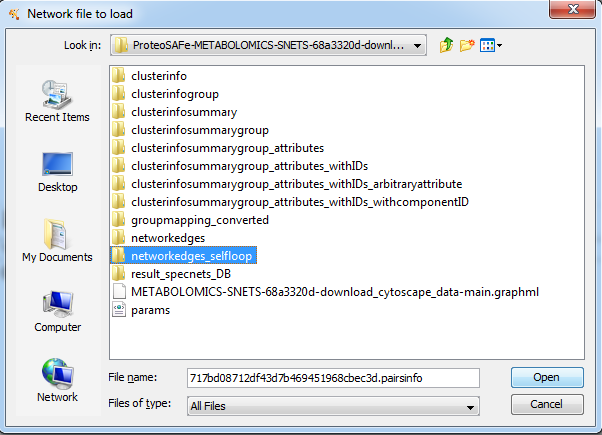 Network file to load
Look in:
ProteoSAFe-METABOLOMICS-SNETS-68a3320d-downl...
Recent Items
Desktop
My Documents
Computer
Network
clusterinfo
clusterinfogroup
clusterinfosummary
clusterinfosummarygroup
clusterinfosummarygroup_attributes
clusterinfosummarygroup_attributes_withIDs
clusterinfosummarygroup_attributes_withIDs_arbitraryattribute
clusterinfosummarygroup_attributes_withIDs_withcomponentID
groupmapping_converted
networkedges
networkedges_selfloop
result_specnets_DB
METABOLOMICS-SNETS-68a3320d-download_cytoscape_data-main.graphml
params
File name:
717bd08712df43d7b469451968cbec3d.pairsinfo
Open
Files of type:
All Files
Cancel